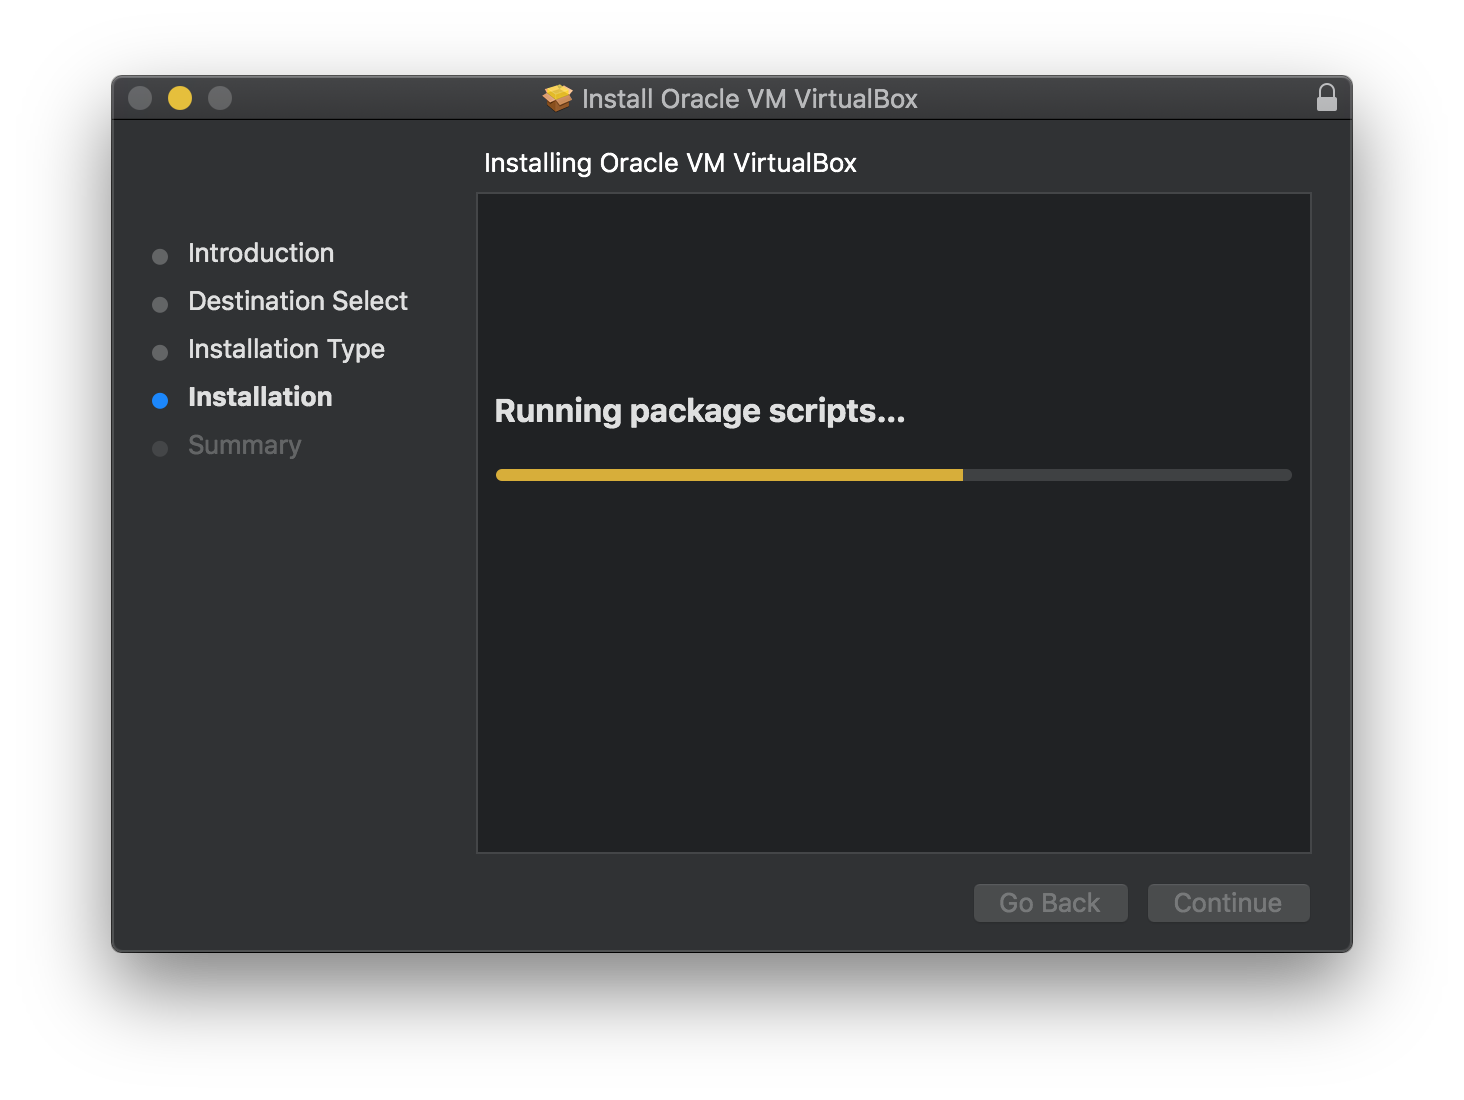 Install Oracle VM VirtualBox
Installing Oracle VM VirtualBox
Introduction
Destination Select
Installation Type
Installation
Summary
Running package scripts...
Go Back
Continue